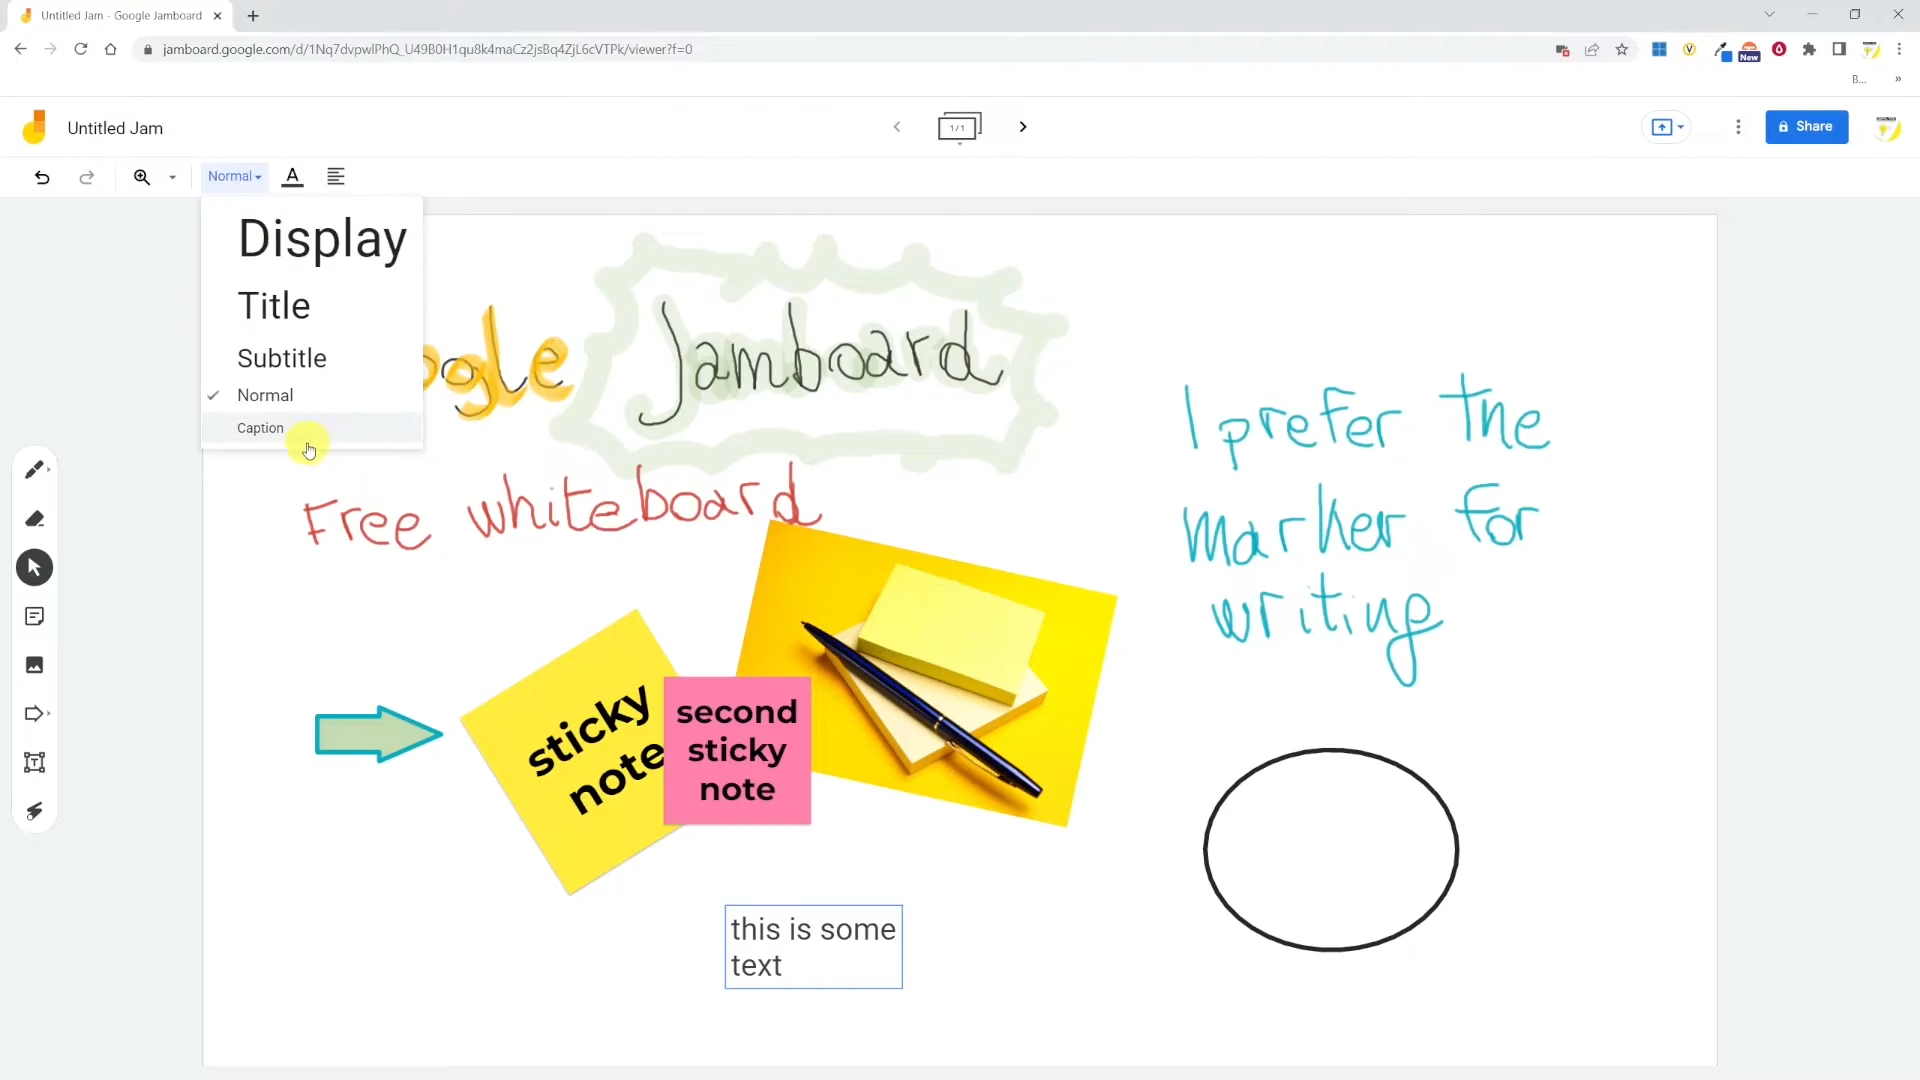 Untitled Jam - Google Jamboard
jamboard.google.com/d/1Nq7dvpwlPhQ_U49B0H1qu8k4maCz2jsBq4ZjL6cVTPk/viewer?f=0
New
B...
Untitled Jam
1/1
Share
Normal
Display
Title
Subtitle
Normal
Caption
ogle Jamboard
Free whiteboard
I prefer the
marker for
writing
sticky
note
second
sticky
note
this is some
text